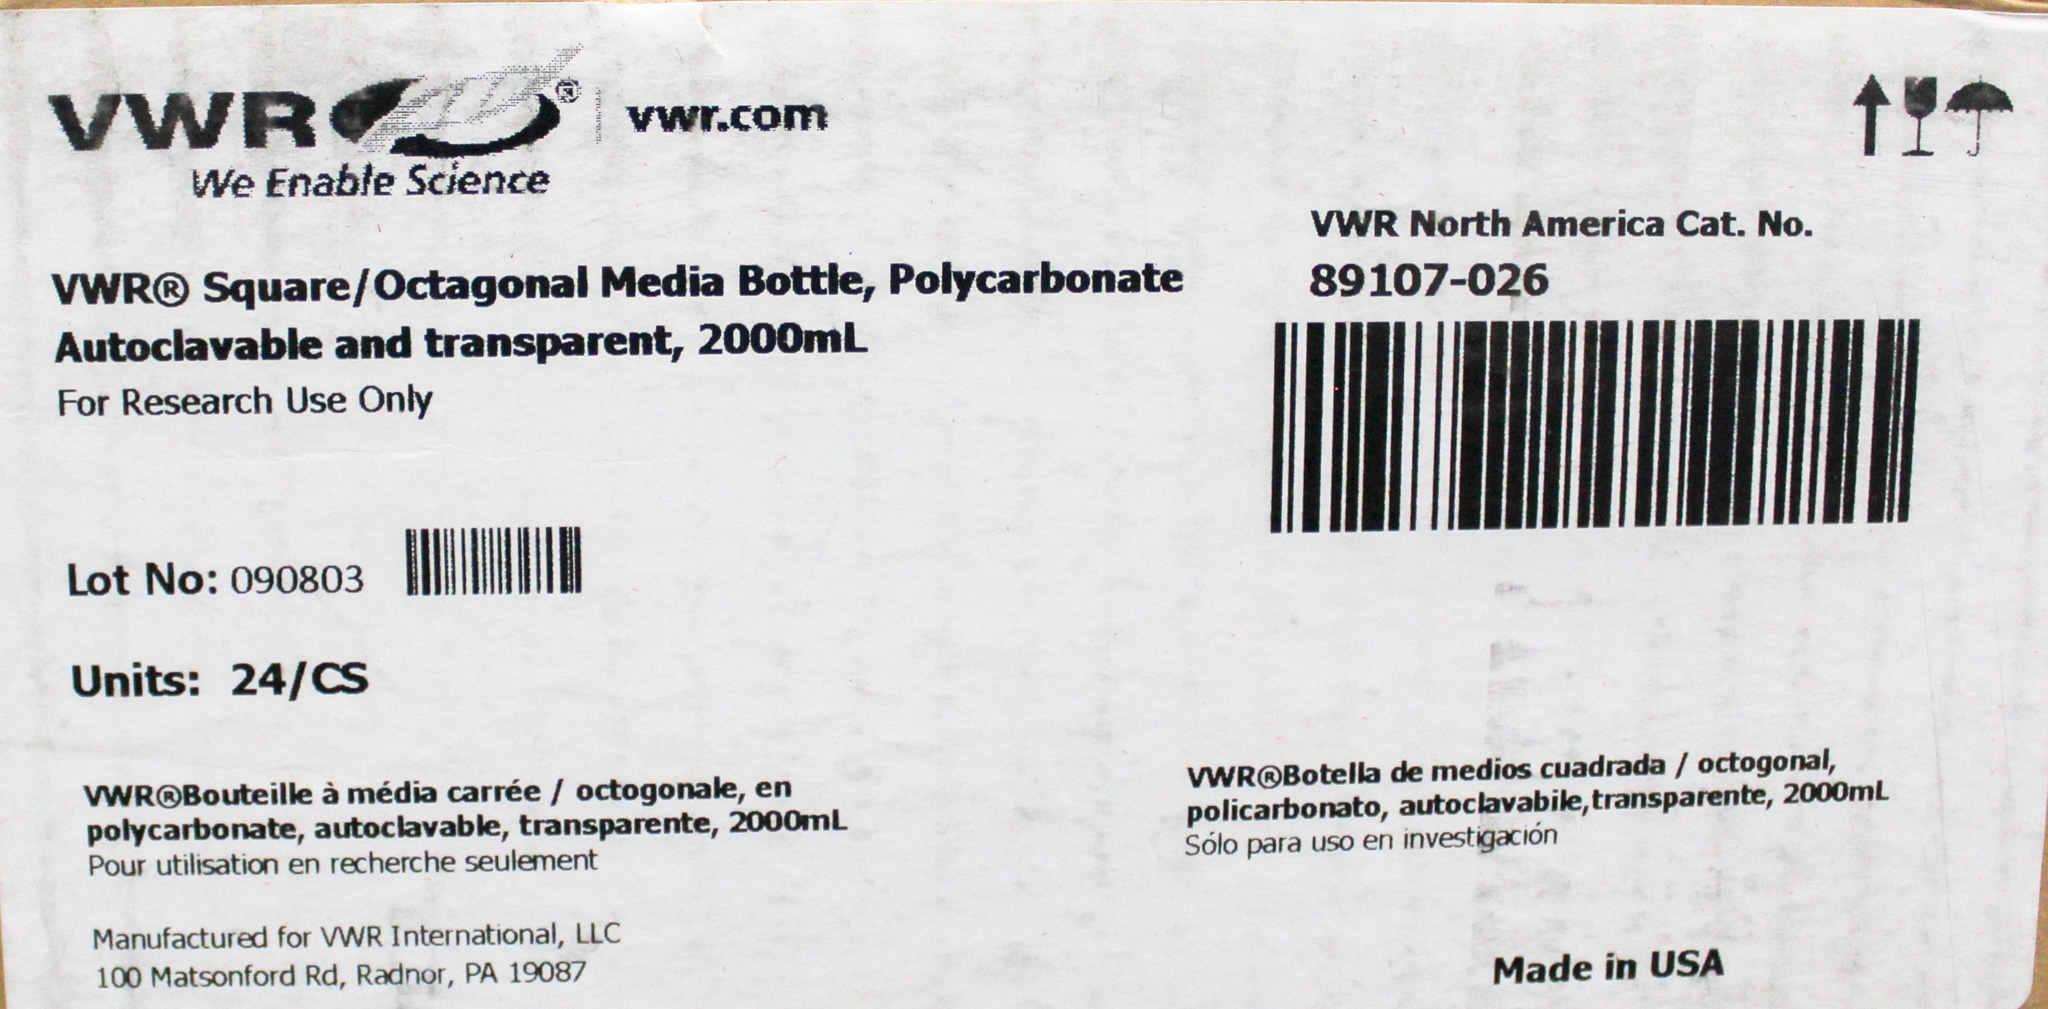 VWR® | vwr.com
We Enable Science
VWR North America Cat. No.
89107-026
VWR® Square/Octagonal Media Bottle, Polycarbonate
Autoclavable and transparent, 2000mL
For Research Use Only
Lot No: 090803
Units: 24/CS
VWR®Bouteille à média carrée / octogonale, en
polycarbonate, autoclavable, transparente, 2000mL
Pour utilisation en recherche seulement
VWR®Botella de medios cuadrada / octogonal,
policarbonato, autoclavabile,transparente, 2000mL
Sólo para uso en investigación
Manufactured for VWR International, LLC
100 Matsonford Rd, Radnor, PA 19087
Made in USA